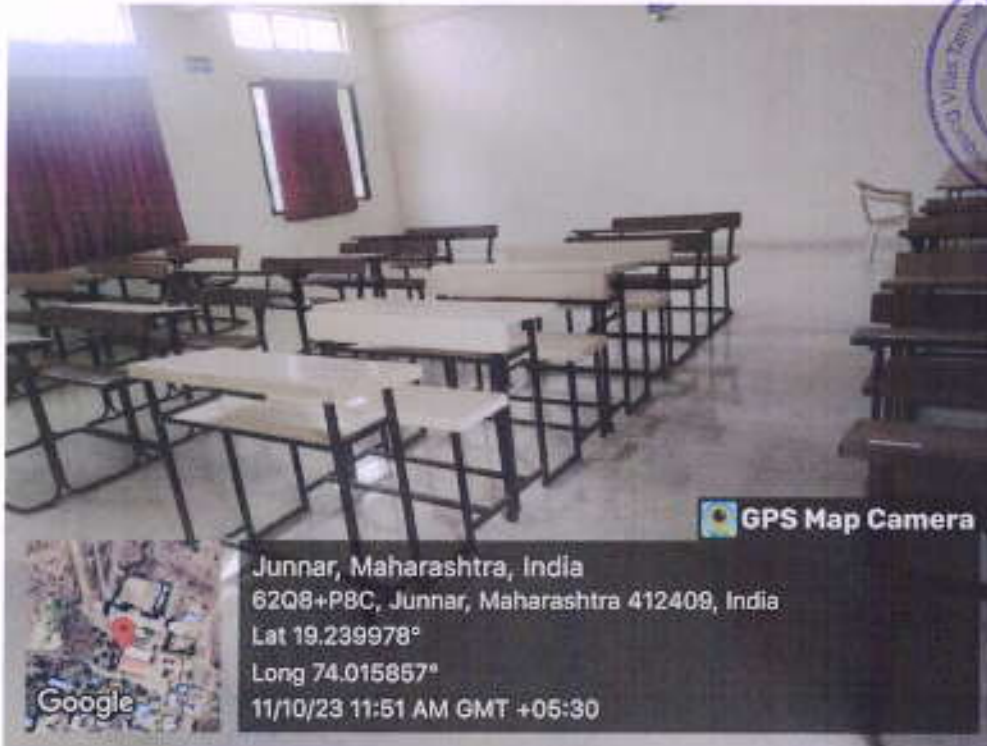 GPS Map Camera
Junnar, Maharashtra, India
62Q8+P8C, Junnar, Maharashtra 412409, India
Lat 19.239978°
Long 74.015857°
11/10/23 11:51 AM GMT +05:30
Google
Vilas